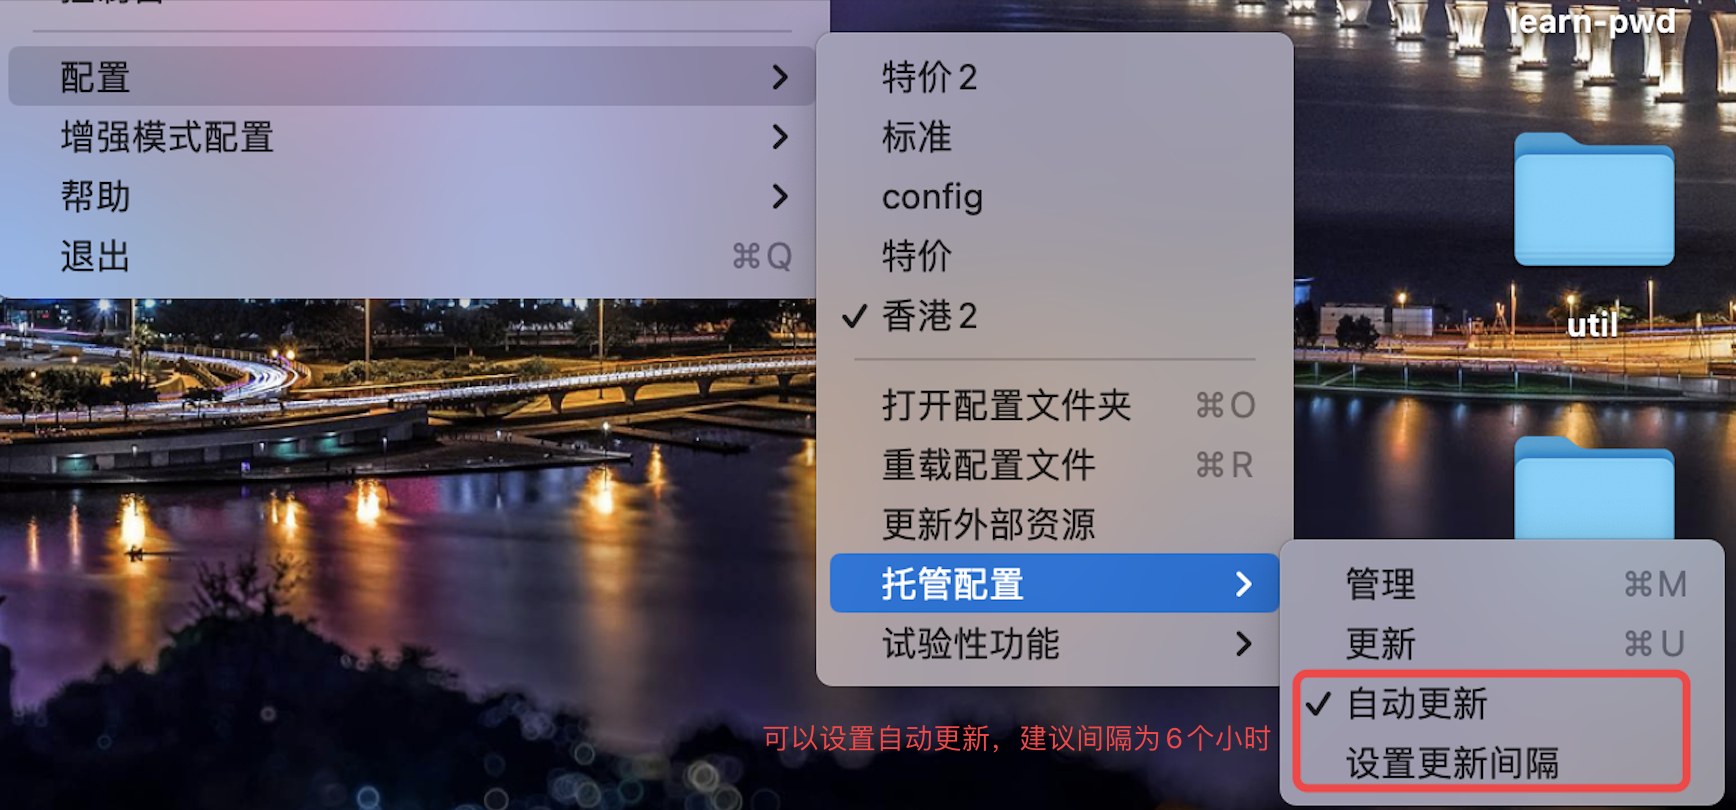 配置
增强模式配置
帮助
退出 ⌘Q
特价 2
标准
config
特价
✓ 香港 2
打开配置文件夹 ⌘O
重载配置文件 ⌘R
更新外部资源
托管配置
试验性功能
管理 ⌘M
更新 ⌘U
✓ 自动更新
设置更新间隔
可以设置自动更新，建议间隔为6个小时
learn-pwd
util